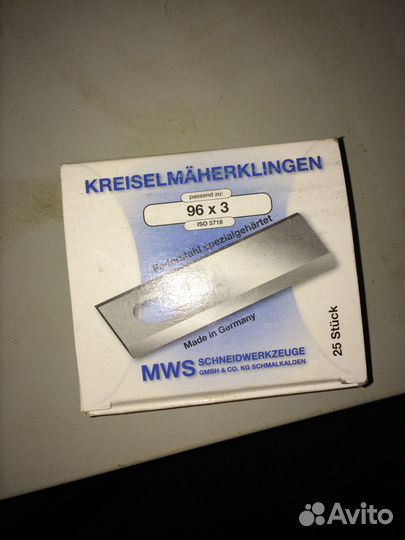 KREISELMÄHERKLINGEN
passend zu:
96 x 3
ISO 5718
Federstahl spezialgehärtet
Made in Germany
MWS SCHNEIDWERKZEUGE
GMBH & CO. KG SCHMALKALDEN
25 Stück
Avito